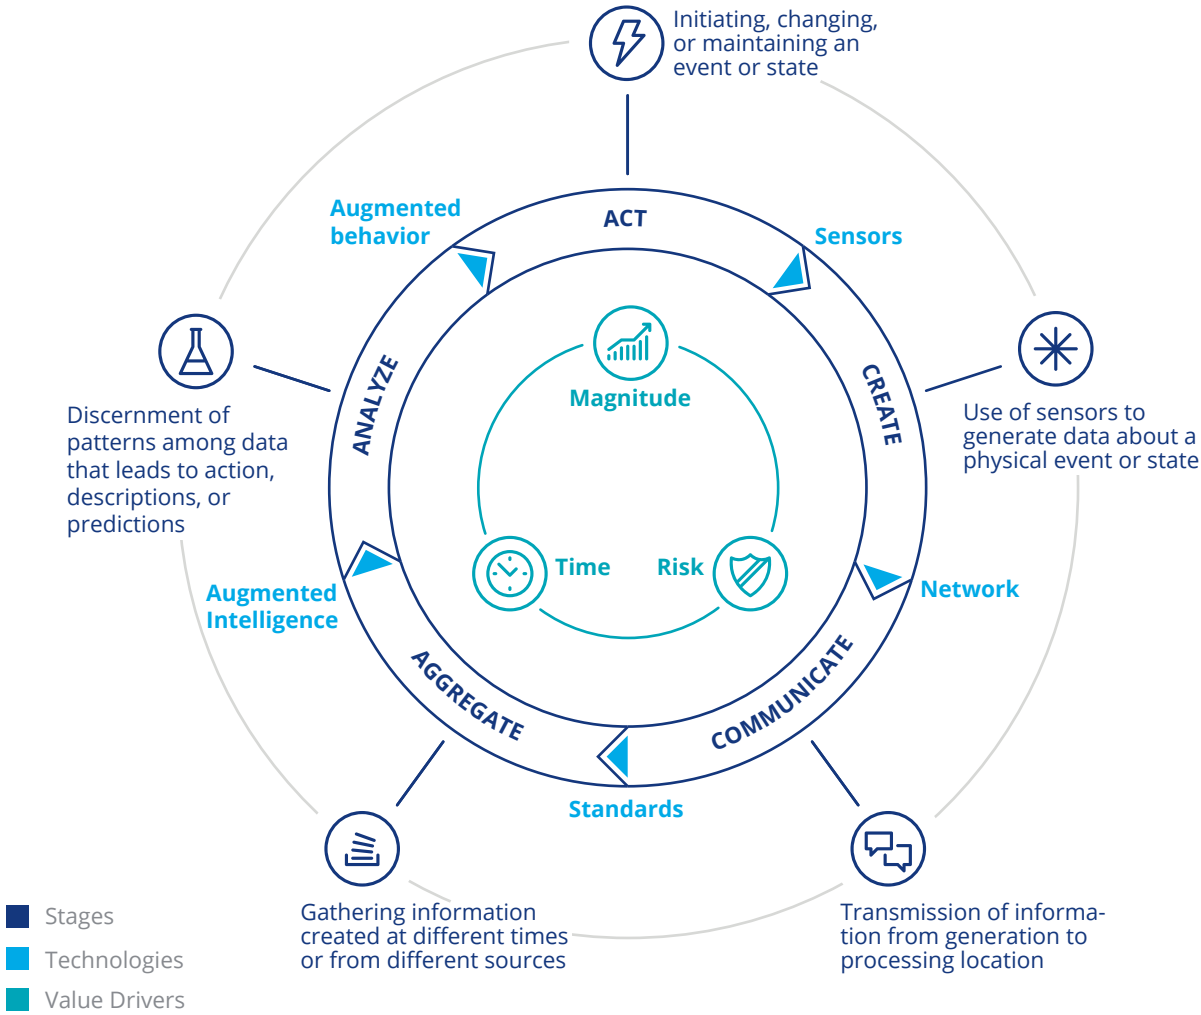 Initiating, changing,
or maintaining an
event or state
Augmented
behavior
ACT
Sensors
ANALYZE
CREATE
Magnitude
Discernment of
patterns among data
that leads to action,
descriptions, or
predictions
Use of sensors to
generate data about a
physical event or state
Time
Risk
Augmented
Intelligence
Network
AGGREGATE
COMMUNICATE
Standards
Gathering information
created at different times
or from different sources
Transmission of informa-
tion from generation to
processing location
Stages
Technologies
Value Drivers